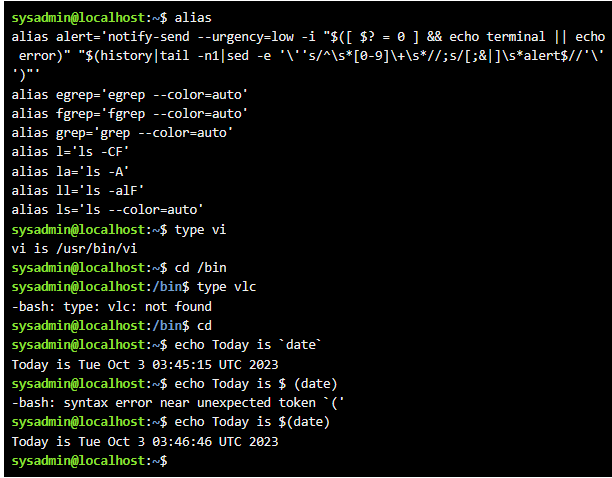 sysadmin@localhost:~$ alias
alias alert='notify-send --urgency=low -i "$([ $? = 0 ] && echo terminal || echo
 error)" "$(history|tail -n1|sed -e '\''s/^\s*[0-9]\+\s*//;s/[;&|]\s*alert$//'\'
')"'
alias egrep='egrep --color=auto'
alias fgrep='fgrep --color=auto'
alias grep='grep --color=auto'
alias l='ls -CF'
alias la='ls -A'
alias ll='ls -alF'
alias ls='ls --color=auto'
sysadmin@localhost:~$ type vi
vi is /usr/bin/vi
sysadmin@localhost:~$ cd /bin
sysadmin@localhost:/bin$ type vlc
-bash: type: vlc: not found
sysadmin@localhost:/bin$ cd
sysadmin@localhost:~$ echo Today is `date`
Today is Tue Oct 3 03:45:15 UTC 2023
sysadmin@localhost:~$ echo Today is $ (date)
-bash: syntax error near unexpected token `('
sysadmin@localhost:~$ echo Today is $(date)
Today is Tue Oct 3 03:46:46 UTC 2023
sysadmin@localhost:~$